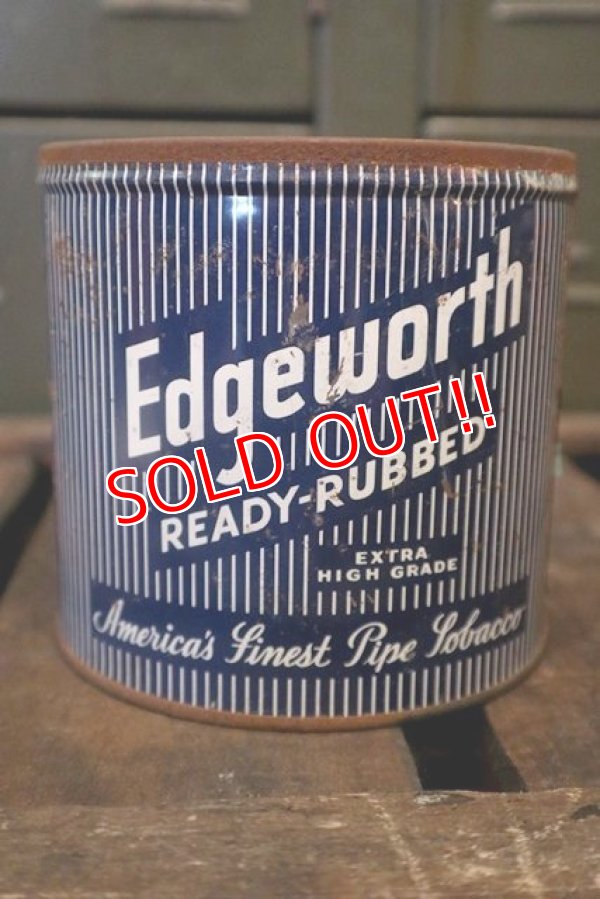 Edgeworth
SOLD OUT!!
READY-RUBBED
EXTRA
HIGH GRADE
America's Finest Pipe Tobacco